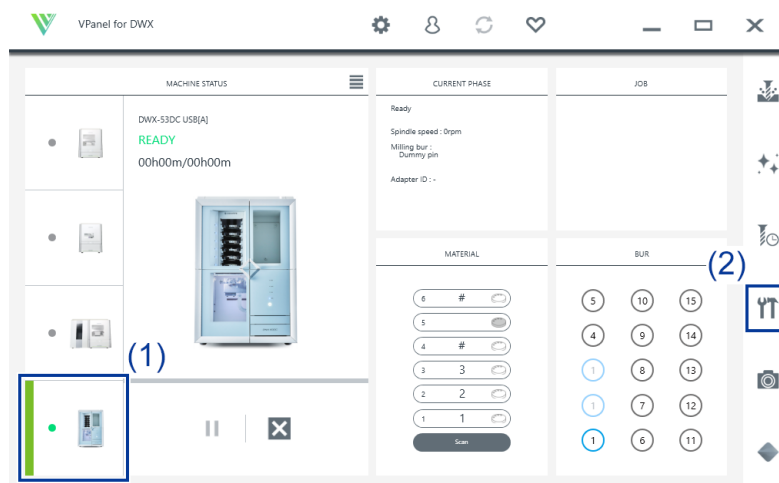 VPanel for DWX
MACHINE STATUS
DWX-53DC USB[A]
READY
00h00m/00h00m
(1)
CURRENT PHASE
Ready
Spindle speed : 0rpm
Milling bur :
Dummy pin
Adapter ID : -
JOB
MATERIAL
6 #
5
4 #
3 3
2 2
1 1
Scan
BUR
(2)
5 10 15
4 9 14
1 8 13
1 7 12
1 6 11